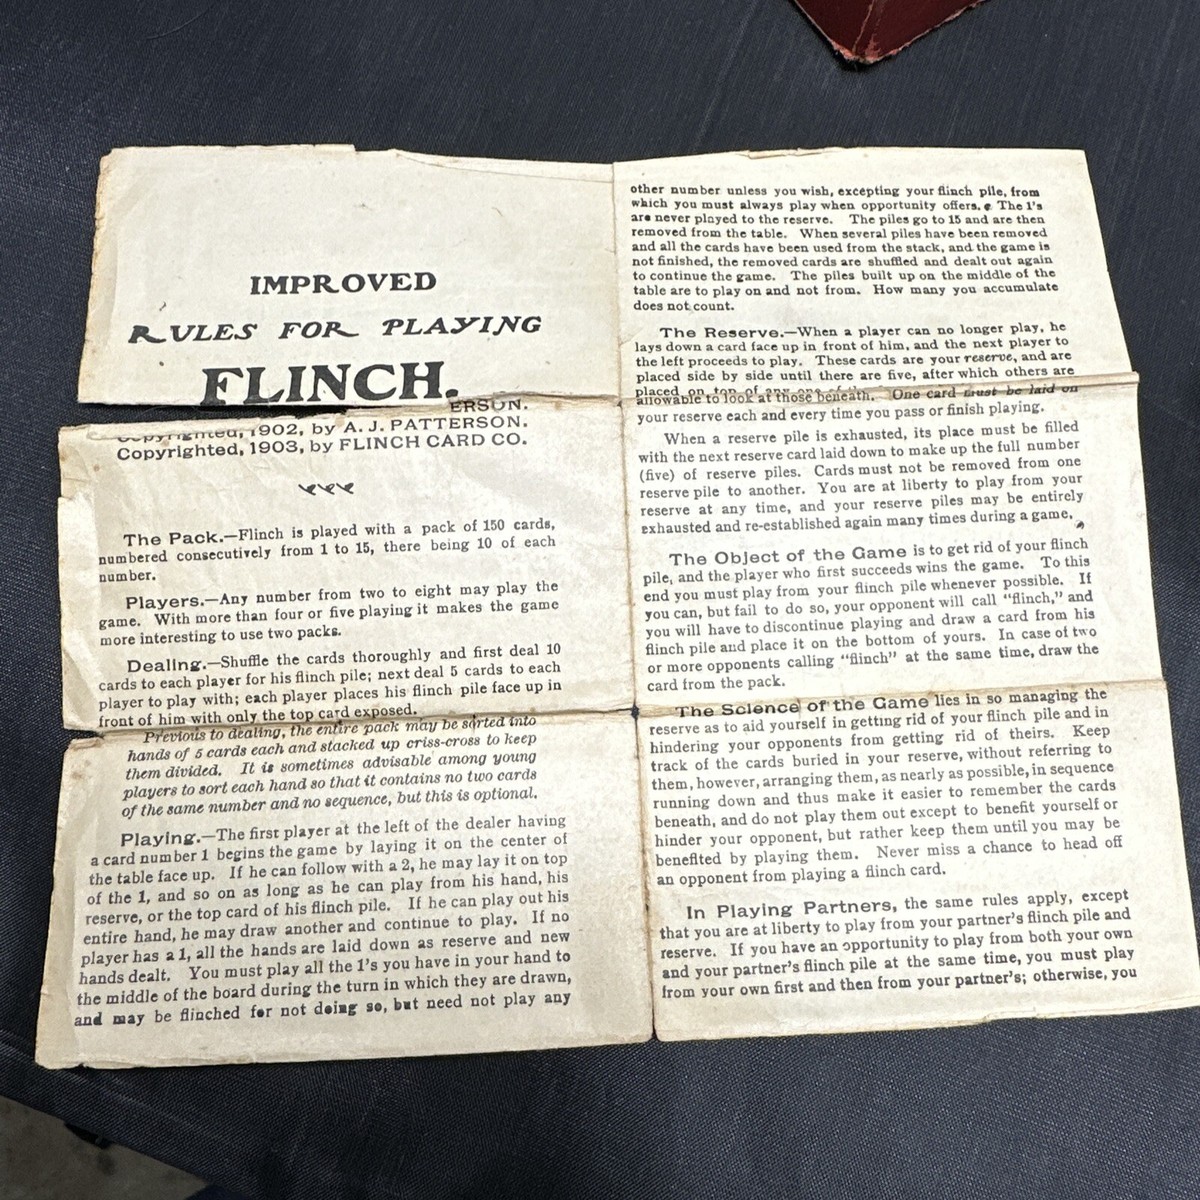 IMPROVED
RULES FOR PLAYING
FLINCH.
ERSON.
Copyrighted, 1902, by A. J. PATTERSON.
Copyrighted, 1903, by FLINCH CARD CO.
The Pack.—Flinch is played with a pack of 150 cards,
numbered consecutively from 1 to 15, there being 10 of each
number.
Players.—Any number from two to eight may play the
game. With more than four or five playing it makes the game
more interesting to use two packs.
Dealing.—Shuffle the cards thoroughly and first deal 10
cards to each player for his flinch pile; next deal 5 cards to each
player to play with; each player places his flinch pile face up in
front of him with only the top card exposed.
Previous to dealing, the entire pack may be sorted into
hands of 5 cards each and stacked up criss-cross to keep
them divided. It is sometimes advisable among young
players to sort each hand so that it contains no two cards
of the same number and no sequence, but this is optional.
Playing.—The first player at the left of the dealer having
a card number 1 begins the game by laying it on the center of
the table face up. If he can follow with a 2, he may lay it on top
of the 1, and so on as long as he can play from his hand, his
reserve, or the top card of his flinch pile. If he can play out his
entire hand, he may draw another and continue to play. If no
player has a 1, all the hands are laid down as reserve and new
hands dealt. You must play all the 1's you have in your hand to
the middle of the board during the turn in which they are drawn,
and may be flinched for not doing so, but need not play any
other number unless you wish, excepting your flinch pile, from
which you must always play when opportunity offers. The 1's
are never played to the reserve. The piles go to 15 and are then
removed from the table. When several piles have been removed
and all the cards have been used from the stack, and the game is
not finished, the removed cards are shuffled and dealt out again
to continue the game. The piles built up on the middle of the
table are to play on and not from. How many you accumulate
does not count.
The Reserve.—When a player can no longer play, he
lays down a card face up in front of him, and the next player to
the left proceeds to play. These cards are your reserve, and are
placed side by side until there are five, after which others are
placed on top of any one of
allowable to look at those beneath. One card must be laid on
your reserve each and every time you pass or finish playing.
When a reserve pile is exhausted, its place must be filled
with the next reserve card laid down to make up the full number
(five) of reserve piles. Cards must not be removed from one
reserve pile to another. You are at liberty to play from your
reserve at any time, and your reserve piles may be entirely
exhausted and re-established again many times during a game.
The Object of the Game is to get rid of your flinch
pile, and the player who first succeeds wins the game. To this
end you must play from your flinch pile whenever possible. If
you can, but fail to do so, your opponent will call "flinch," and
you will have to discontinue playing and draw a card from his
flinch pile and place it on the bottom of yours. In case of two
or more opponents calling "flinch" at the same time, draw the
card from the pack.
The Science of the Game lies in so managing the
reserve as to aid yourself in getting rid of your flinch pile and in
hindering your opponents from getting rid of theirs. Keep
track of the cards buried in your reserve, without referring to
them, however, arranging them, as nearly as possible, in sequence
running down and thus make it easier to remember the cards
beneath, and do not play them out except to benefit yourself or
hinder your opponent, but rather keep them until you may be
benefited by playing them. Never miss a chance to head off
an opponent from playing a flinch card.
In Playing Partners, the same rules apply, except
that you are at liberty to play from your partner's flinch pile and
reserve. If you have an opportunity to play from both your own
and your partner's flinch pile at the same time, you must play
from your own first and then from your partner's; otherwise, you